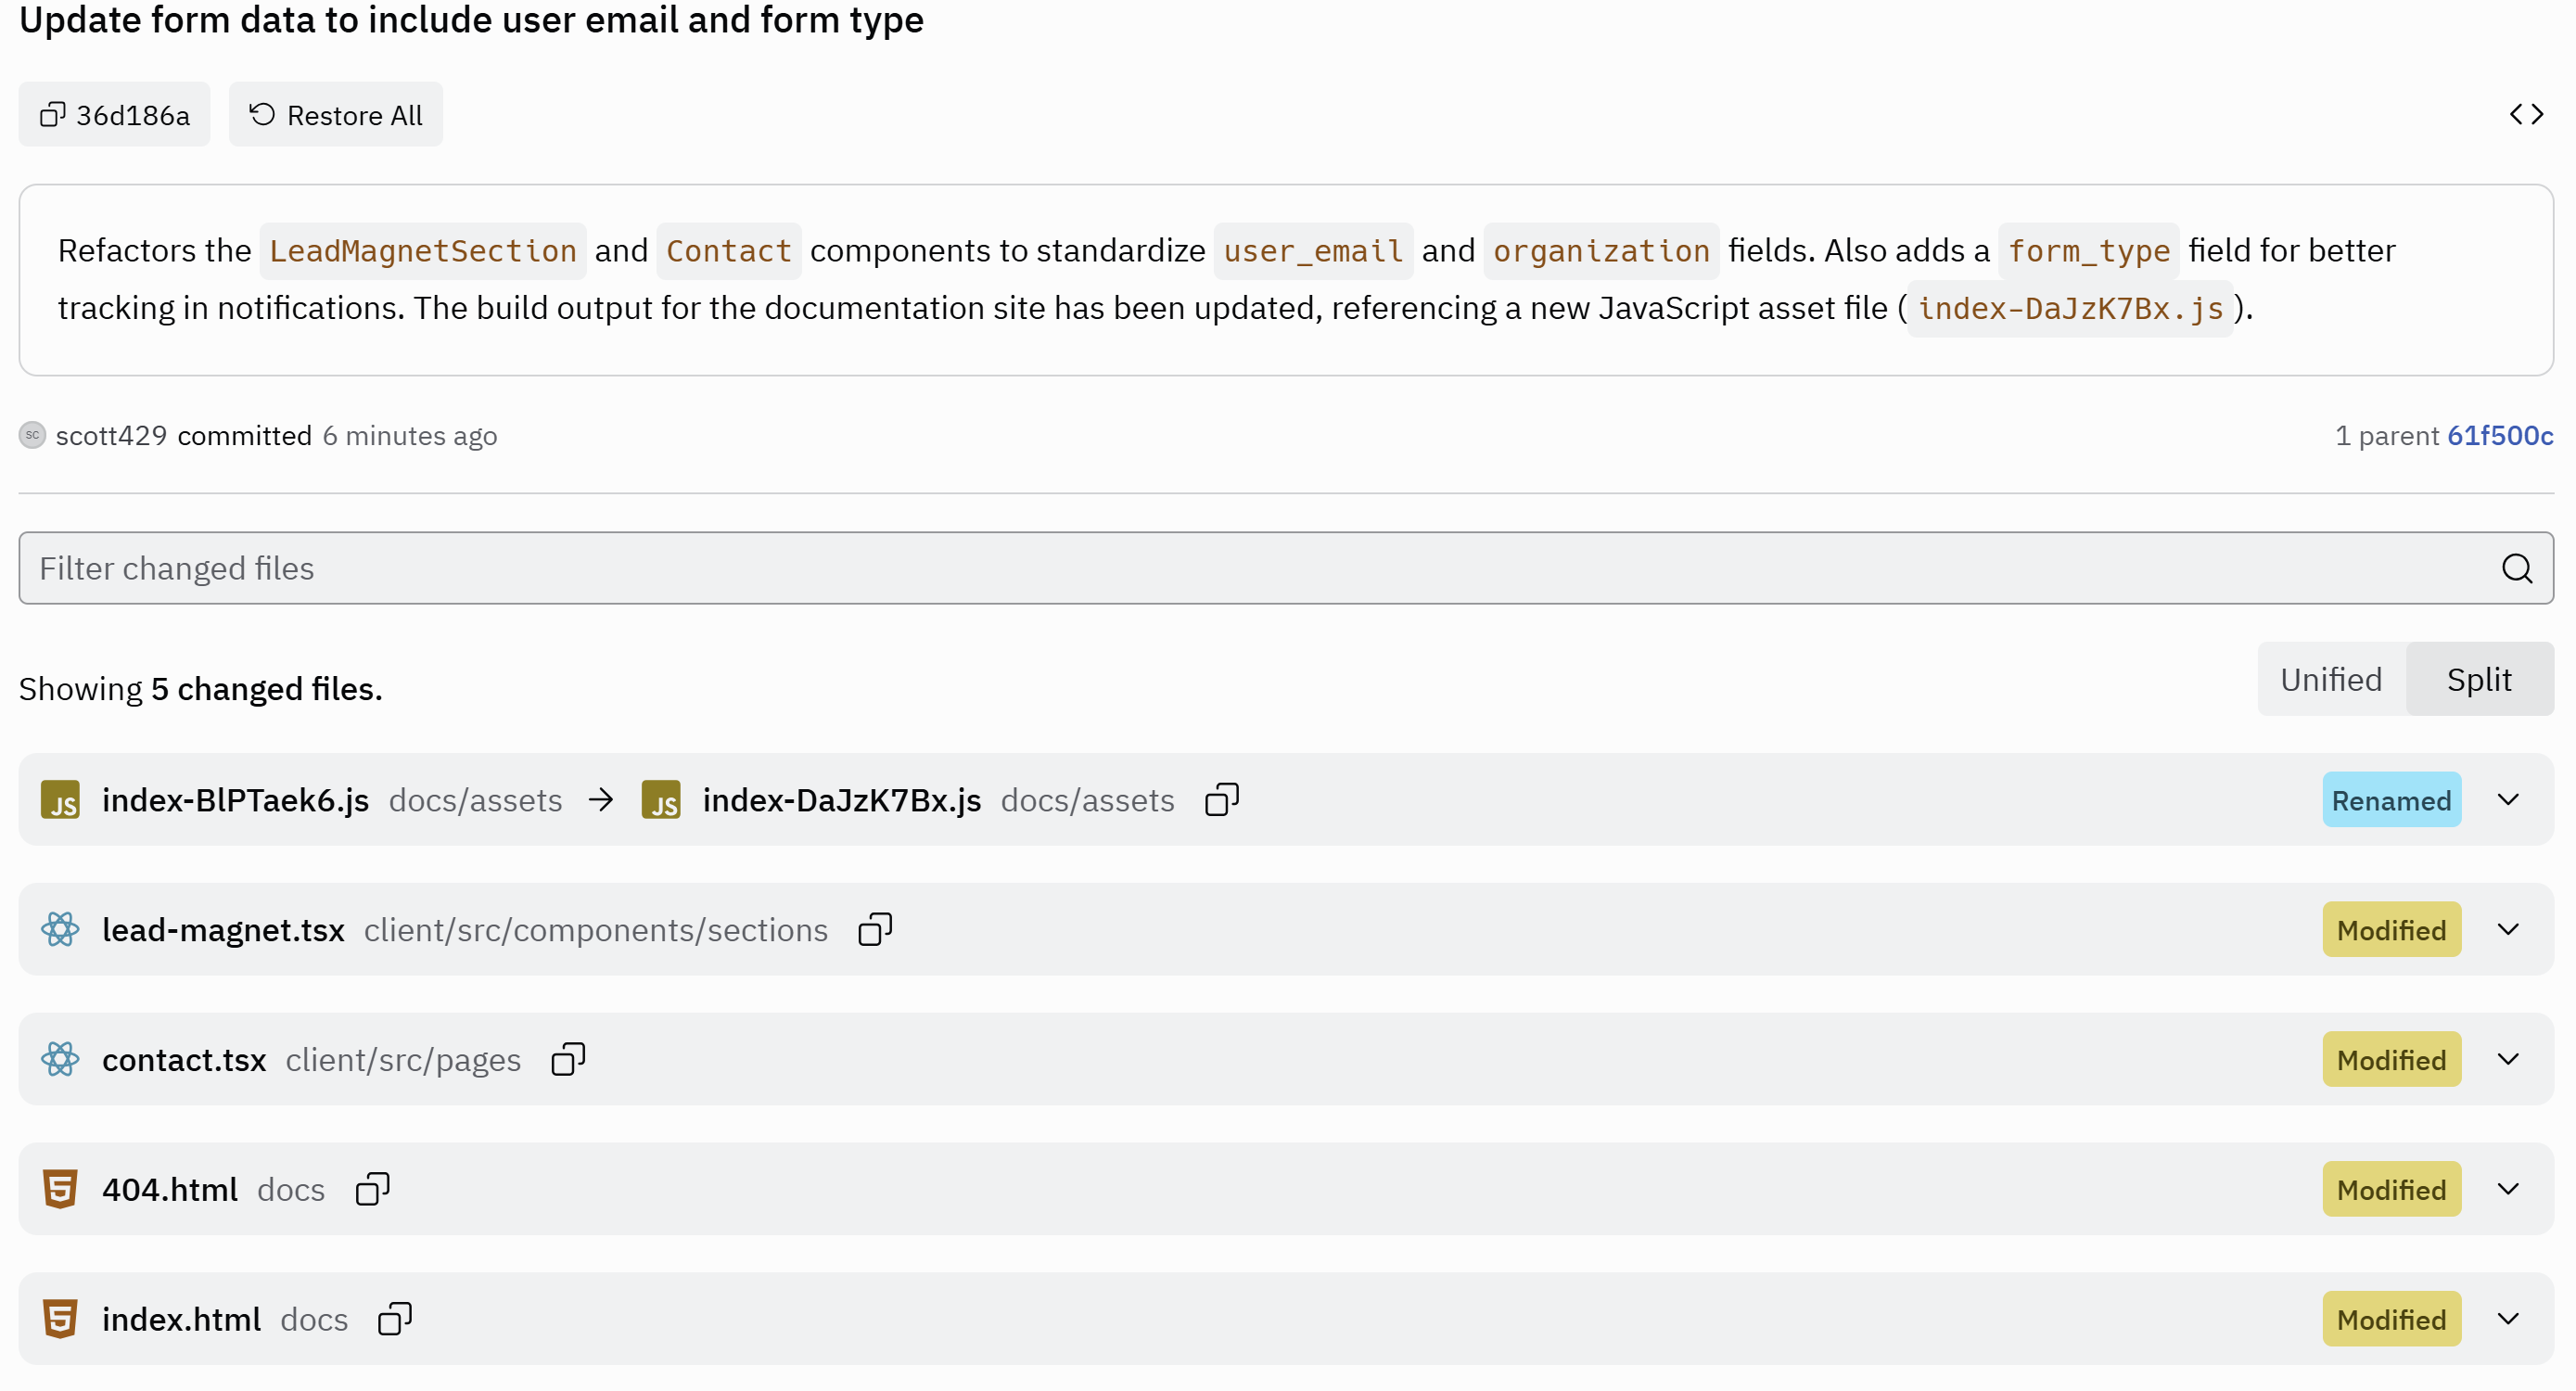 Update form data to include user email and form type
36d186a Restore All
Refactors the LeadMagnetSection and Contact components to standardize user_email and organization fields. Also adds a form_type field for better
tracking in notifications. The build output for the documentation site has been updated, referencing a new JavaScript asset file ( index-DaJzK7Bx.js ).
SC scott429 committed 6 minutes ago 1 parent 61f500c
Filter changed files
Showing 5 changed files. Unified Split
JS index-BlPTaek6.js docs/assets → JS index-DaJzK7Bx.js docs/assets Renamed
lead-magnet.tsx client/src/components/sections Modified
contact.tsx client/src/pages Modified
5 404.html docs Modified
5 index.html docs Modified